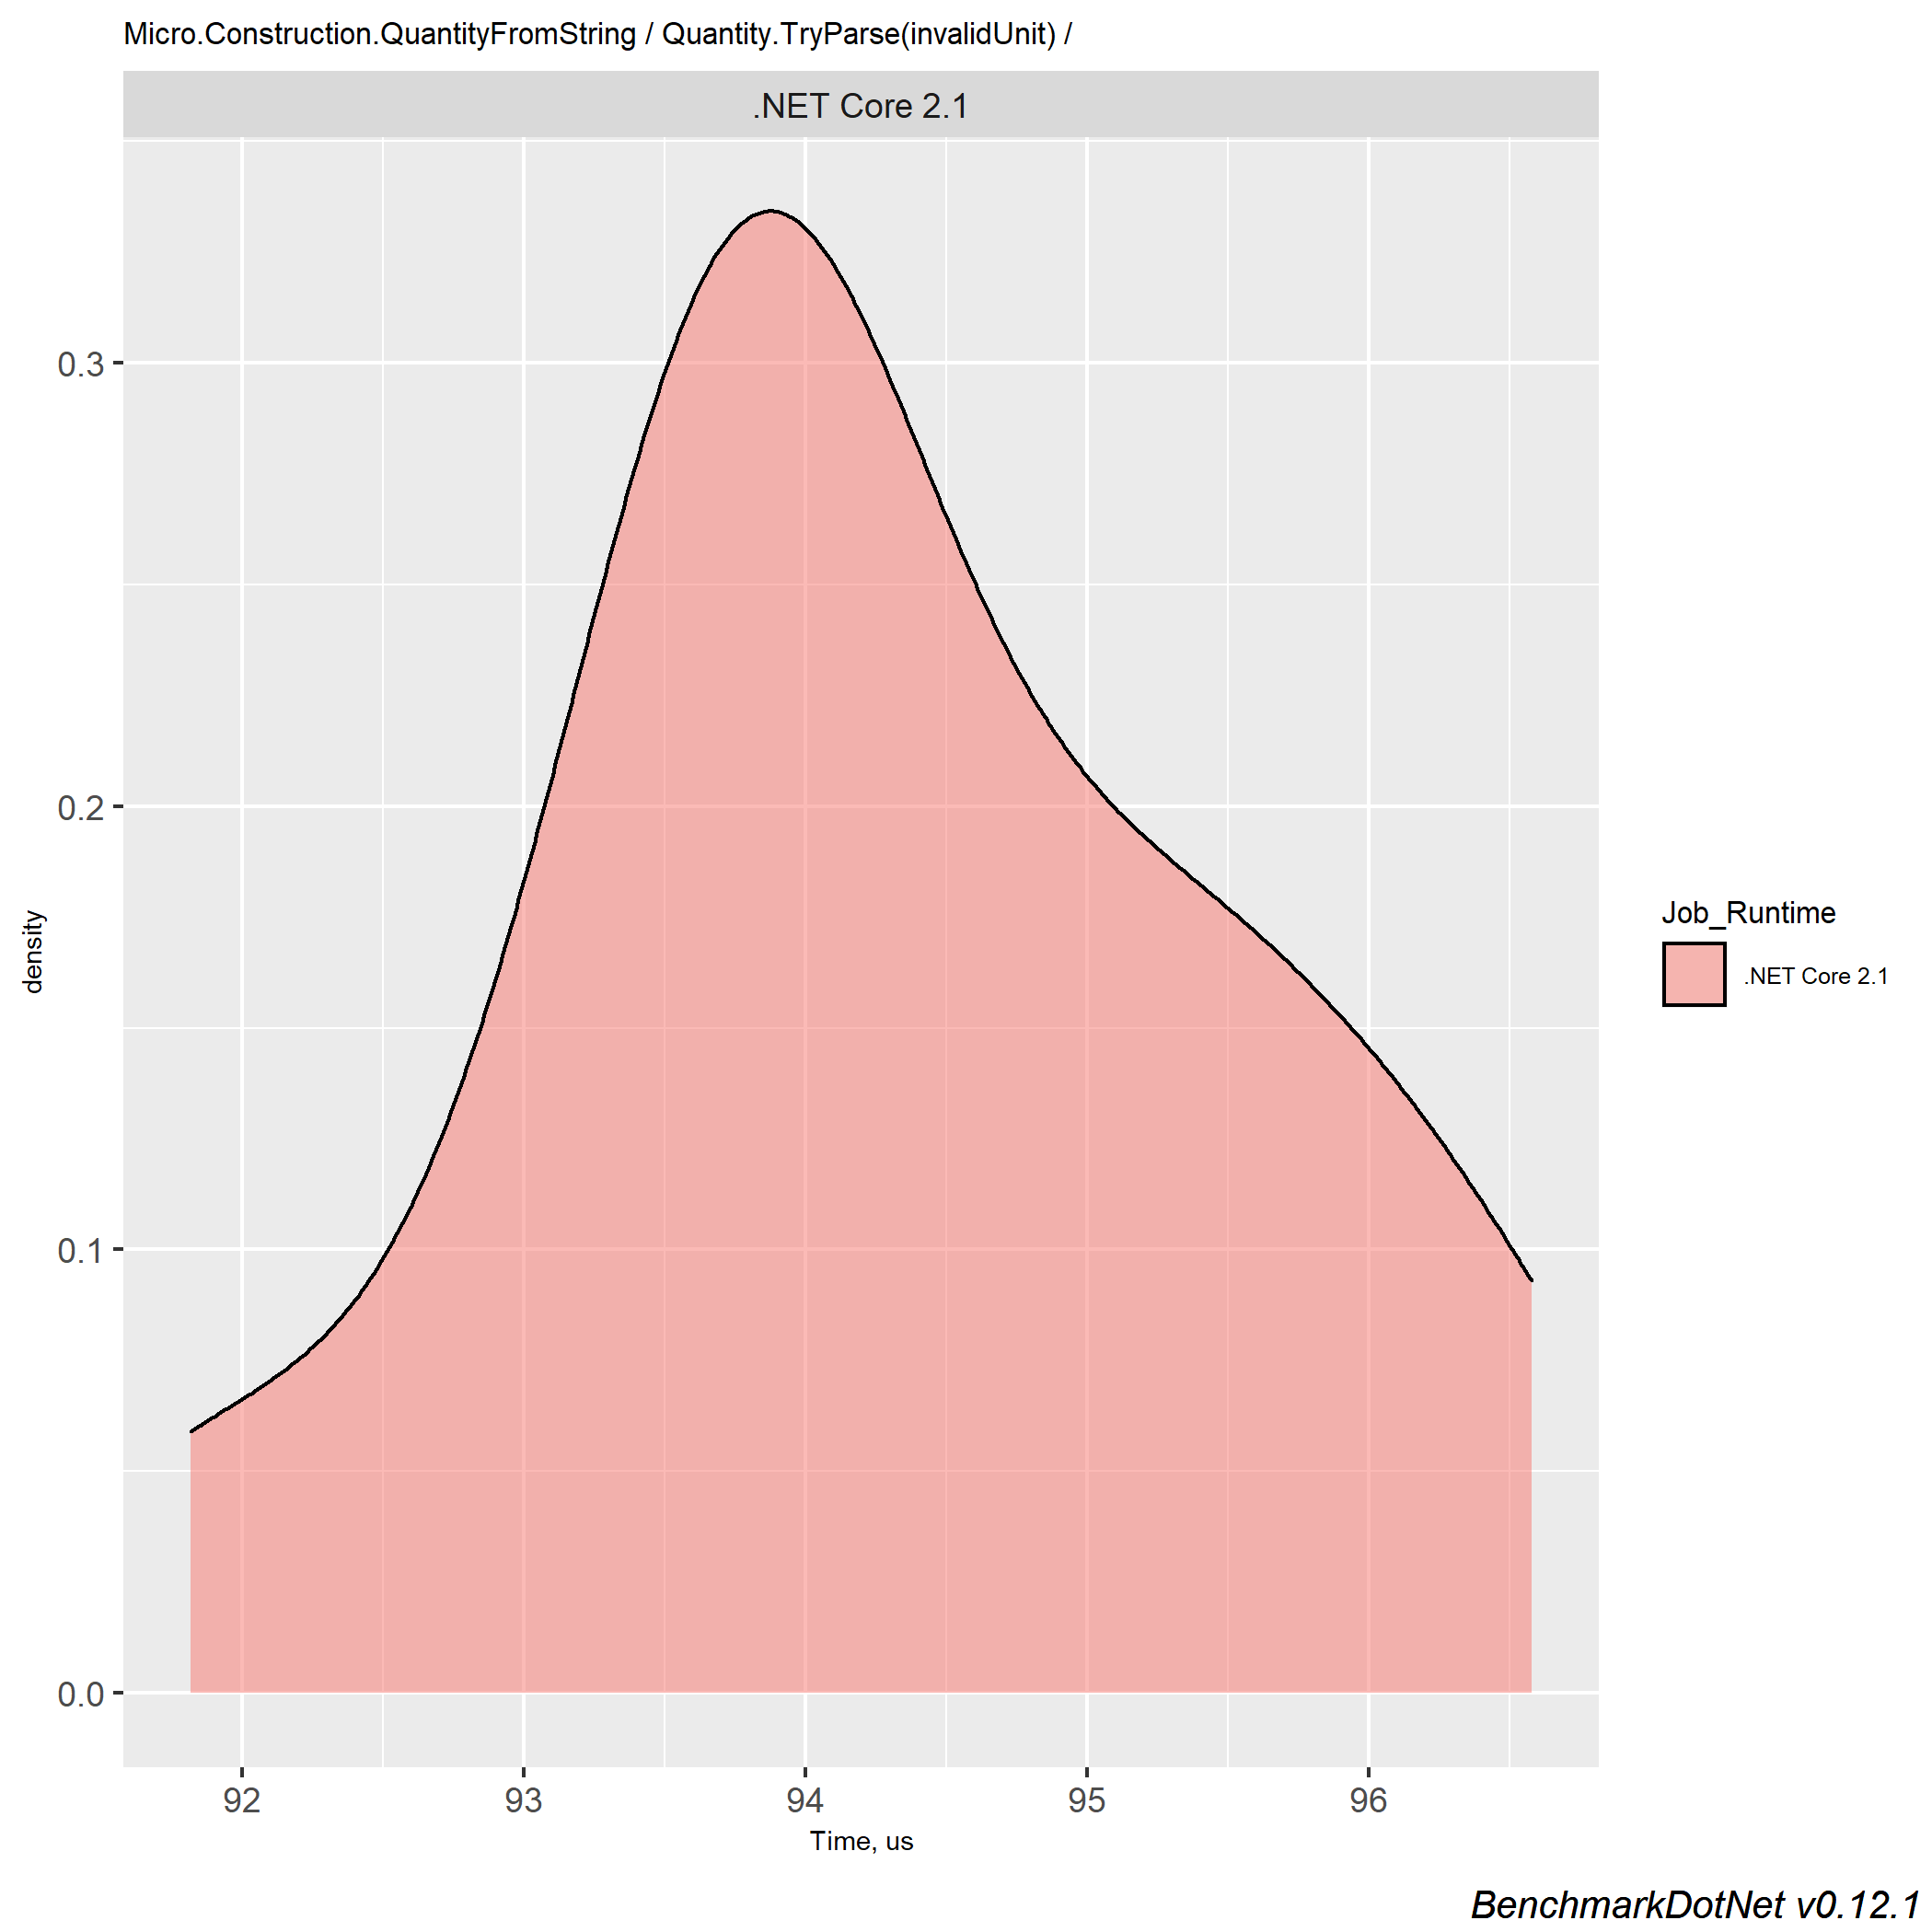 Micro.Construction.QuantityFromString / Quantity.TryParse(invalidUnit) /
.NET Core 2.1
0.3
0.2
0.1
0.0
density
92 93 94 95 96
Time, us
Job_Runtime
.NET Core 2.1
BenchmarkDotNet v0.12.1